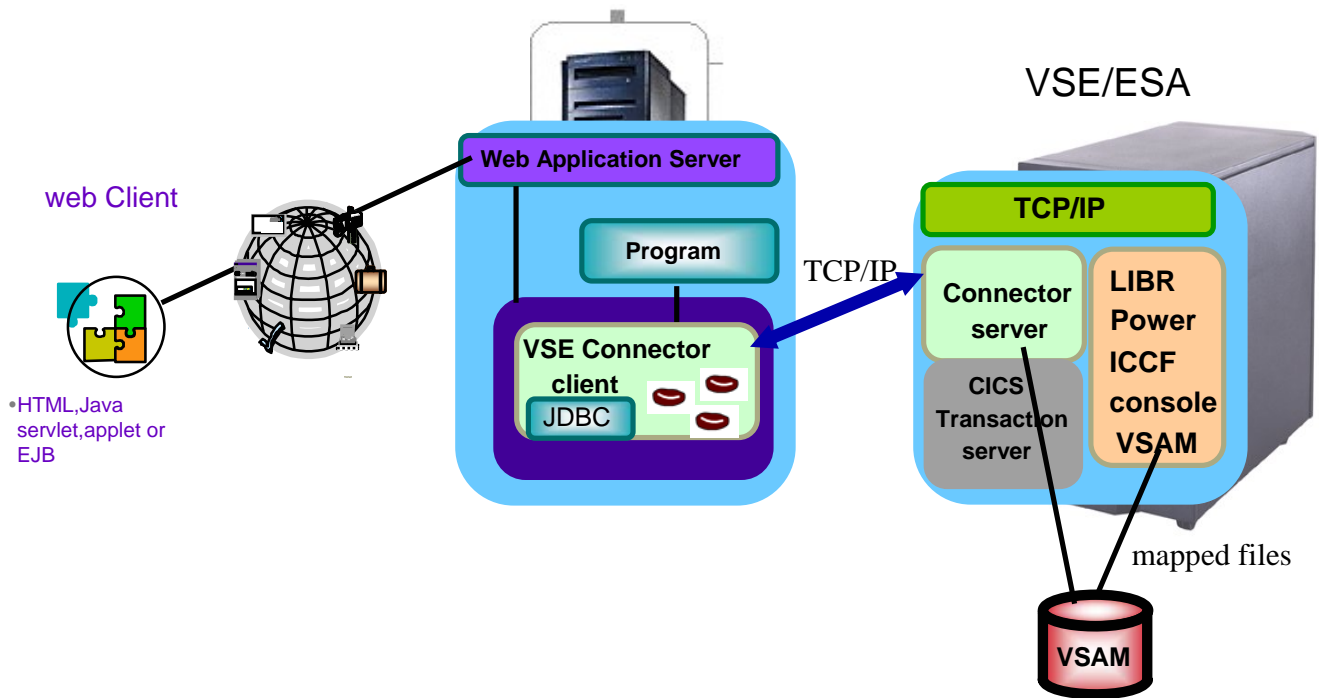 VSE/ESA
Web Application Server
web Client
TCP/IP
Program
TCP/IP
Connector
server
LIBR
Power
ICCF
console
VSAM
VSE Connector
client
JDBC
CICS
Transaction
server
•HTML,Java
servlet,applet or
EJB
mapped files
VSAM